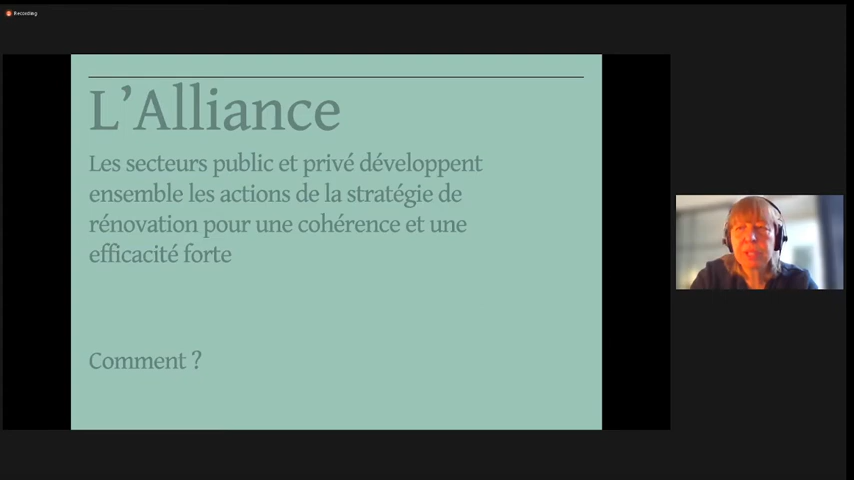 Recording
L’Alliance
Les secteurs public et privé développent
ensemble les actions de la stratégie de
rénovation pour une cohérence et une
efficacité forte
Comment ?